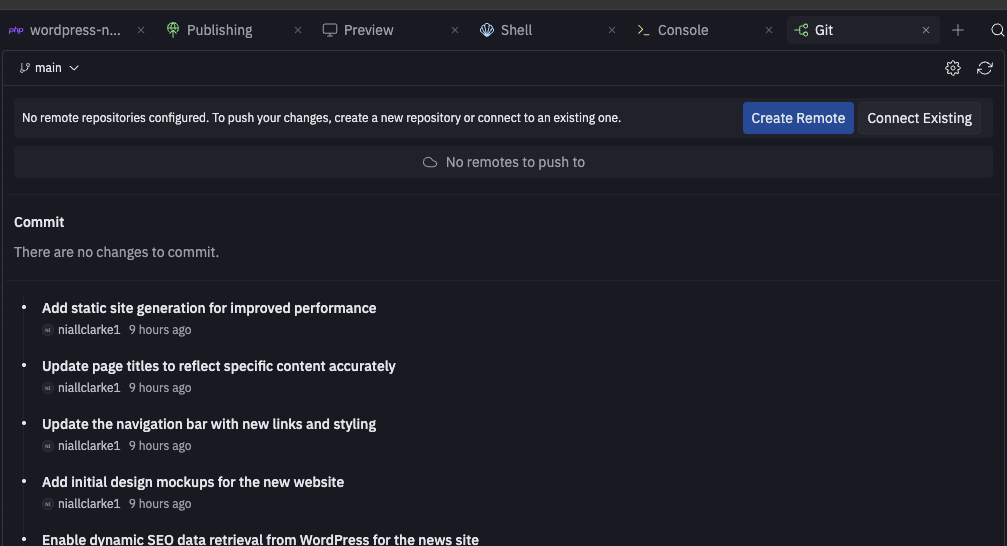 php wordpress-n... Publishing Preview Shell Console Git
main
No remote repositories configured. To push your changes, create a new repository or connect to an existing one. Create Remote Connect Existing
No remotes to push to
Commit
There are no changes to commit.
Add static site generation for improved performance
niallclarke1 9 hours ago
Update page titles to reflect specific content accurately
niallclarke1 9 hours ago
Update the navigation bar with new links and styling
niallclarke1 9 hours ago
Add initial design mockups for the new website
niallclarke1 9 hours ago
Enable dynamic SEO data retrieval from WordPress for the news site